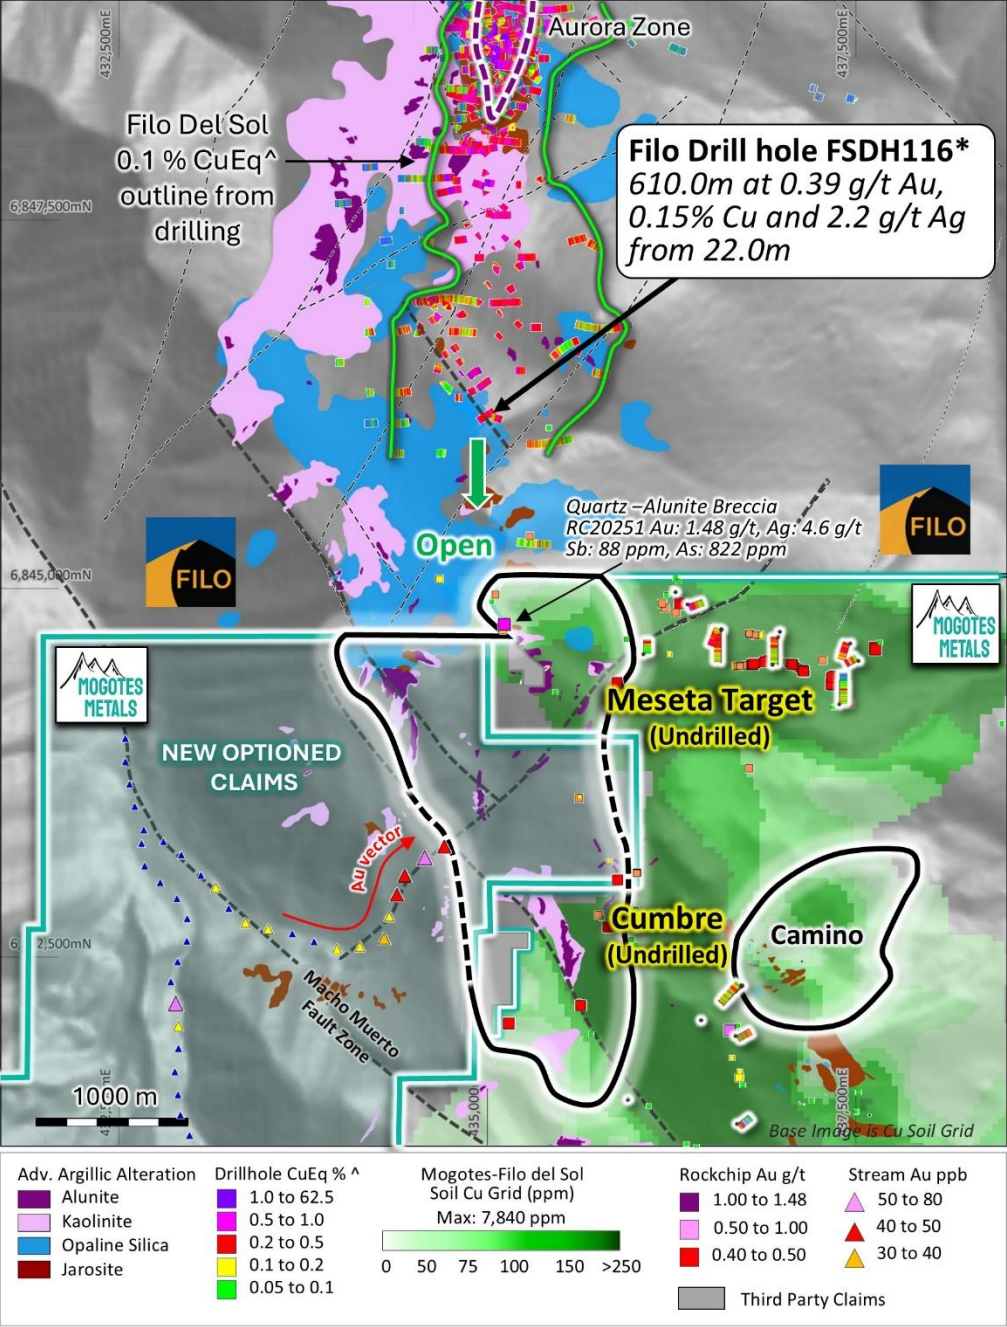 Aurora Zone
432,500mE
437,500mE
Filo Del Sol
0.1 % CuEq^
outline from
drilling
Filo Drill hole FSDH116*
610.0m at 0.39 g/t Au,
0.15% Cu and 2.2 g/t Ag
from 22.0m
6,847,500mN
Quartz –Alunite Breccia
RC20251 Au: 1.48 g/t, Ag: 4.6 g/t
Sb: 88 ppm, As: 822 ppm
FILO
FILO
Open
6,845,000mN
MOGOTES
METALS
MOGOTES
METALS
Meseta Target
(Undrilled)
NEW OPTIONED
CLAIMS
Au vector
Cumbre
(Undrilled)
Camino
2,500mN
Macho Muerto
Fault Zone
1000 m
435,000
437,500mE
Base Image is Cu Soil Grid
Adv. Argillic Alteration
Alunite
Kaolinite
Opaline Silica
Jarosite
Drillhole CuEq % ^
1.0 to 62.5
0.5 to 1.0
0.2 to 0.5
0.1 to 0.2
0.05 to 0.1
Mogotes-Filo del Sol
Soil Cu Grid (ppm)
Max: 7,840 ppm
0 50 75 100 150 >250
Rockchip Au g/t
1.00 to 1.48
0.50 to 1.00
0.40 to 0.50
Stream Au ppb
50 to 80
40 to 50
30 to 40
Third Party Claims